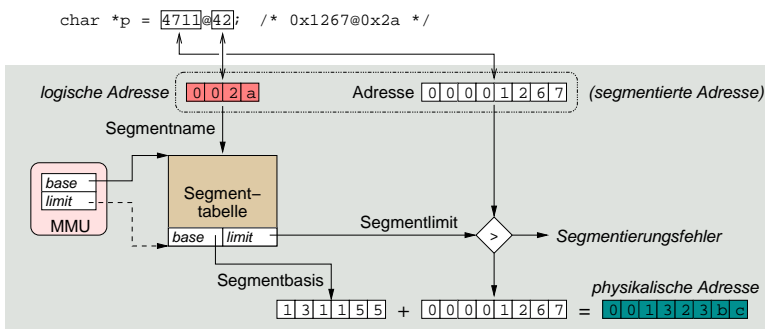 char *p = 4711@42; /* 0x1267@0x2a */
logische Adresse 0 0 2 a Adresse 0 0 0 0 1 2 6 7 (segmentierte Adresse)
Segmentname
base
limit
MMU
Segment–
tabelle
base limit
Segmentlimit
>
Segmentierungsfehler
Segmentbasis
physikalische Adresse
1 3 1 1 5 5 + 0 0 0 0 1 2 6 7 = 0 0 1 3 2 3 b c